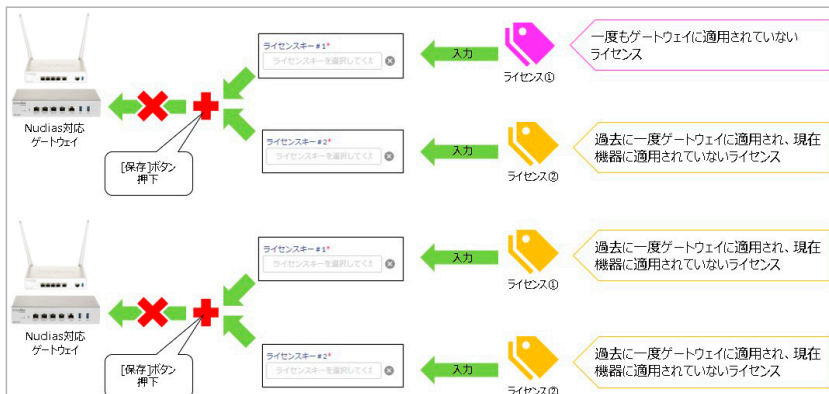 ライセンスキー#1*
ライセンスキーを選択してくだ
入力
ライセンス①
一度もゲートウェイに適用されていない
ライセンス
Nudias対応
ゲートウェイ
[保存]ボタン
押下
ライセンスキー#2*
ライセンスキーを選択してくだ
入力
ライセンス②
過去に一度ゲートウェイに適用され、現在
機器に適用されていないライセンス
ライセンスキー#1*
ライセンスキーを選択してくだ
入力
ライセンス①
過去に一度ゲートウェイに適用され、現在
機器に適用されていないライセンス
Nudias対応
ゲートウェイ
[保存]ボタン
押下
ライセンスキー#2*
ライセンスキーを選択してくだ
入力
ライセンス②
過去に一度ゲートウェイに適用され、現在
機器に適用されていないライセンス